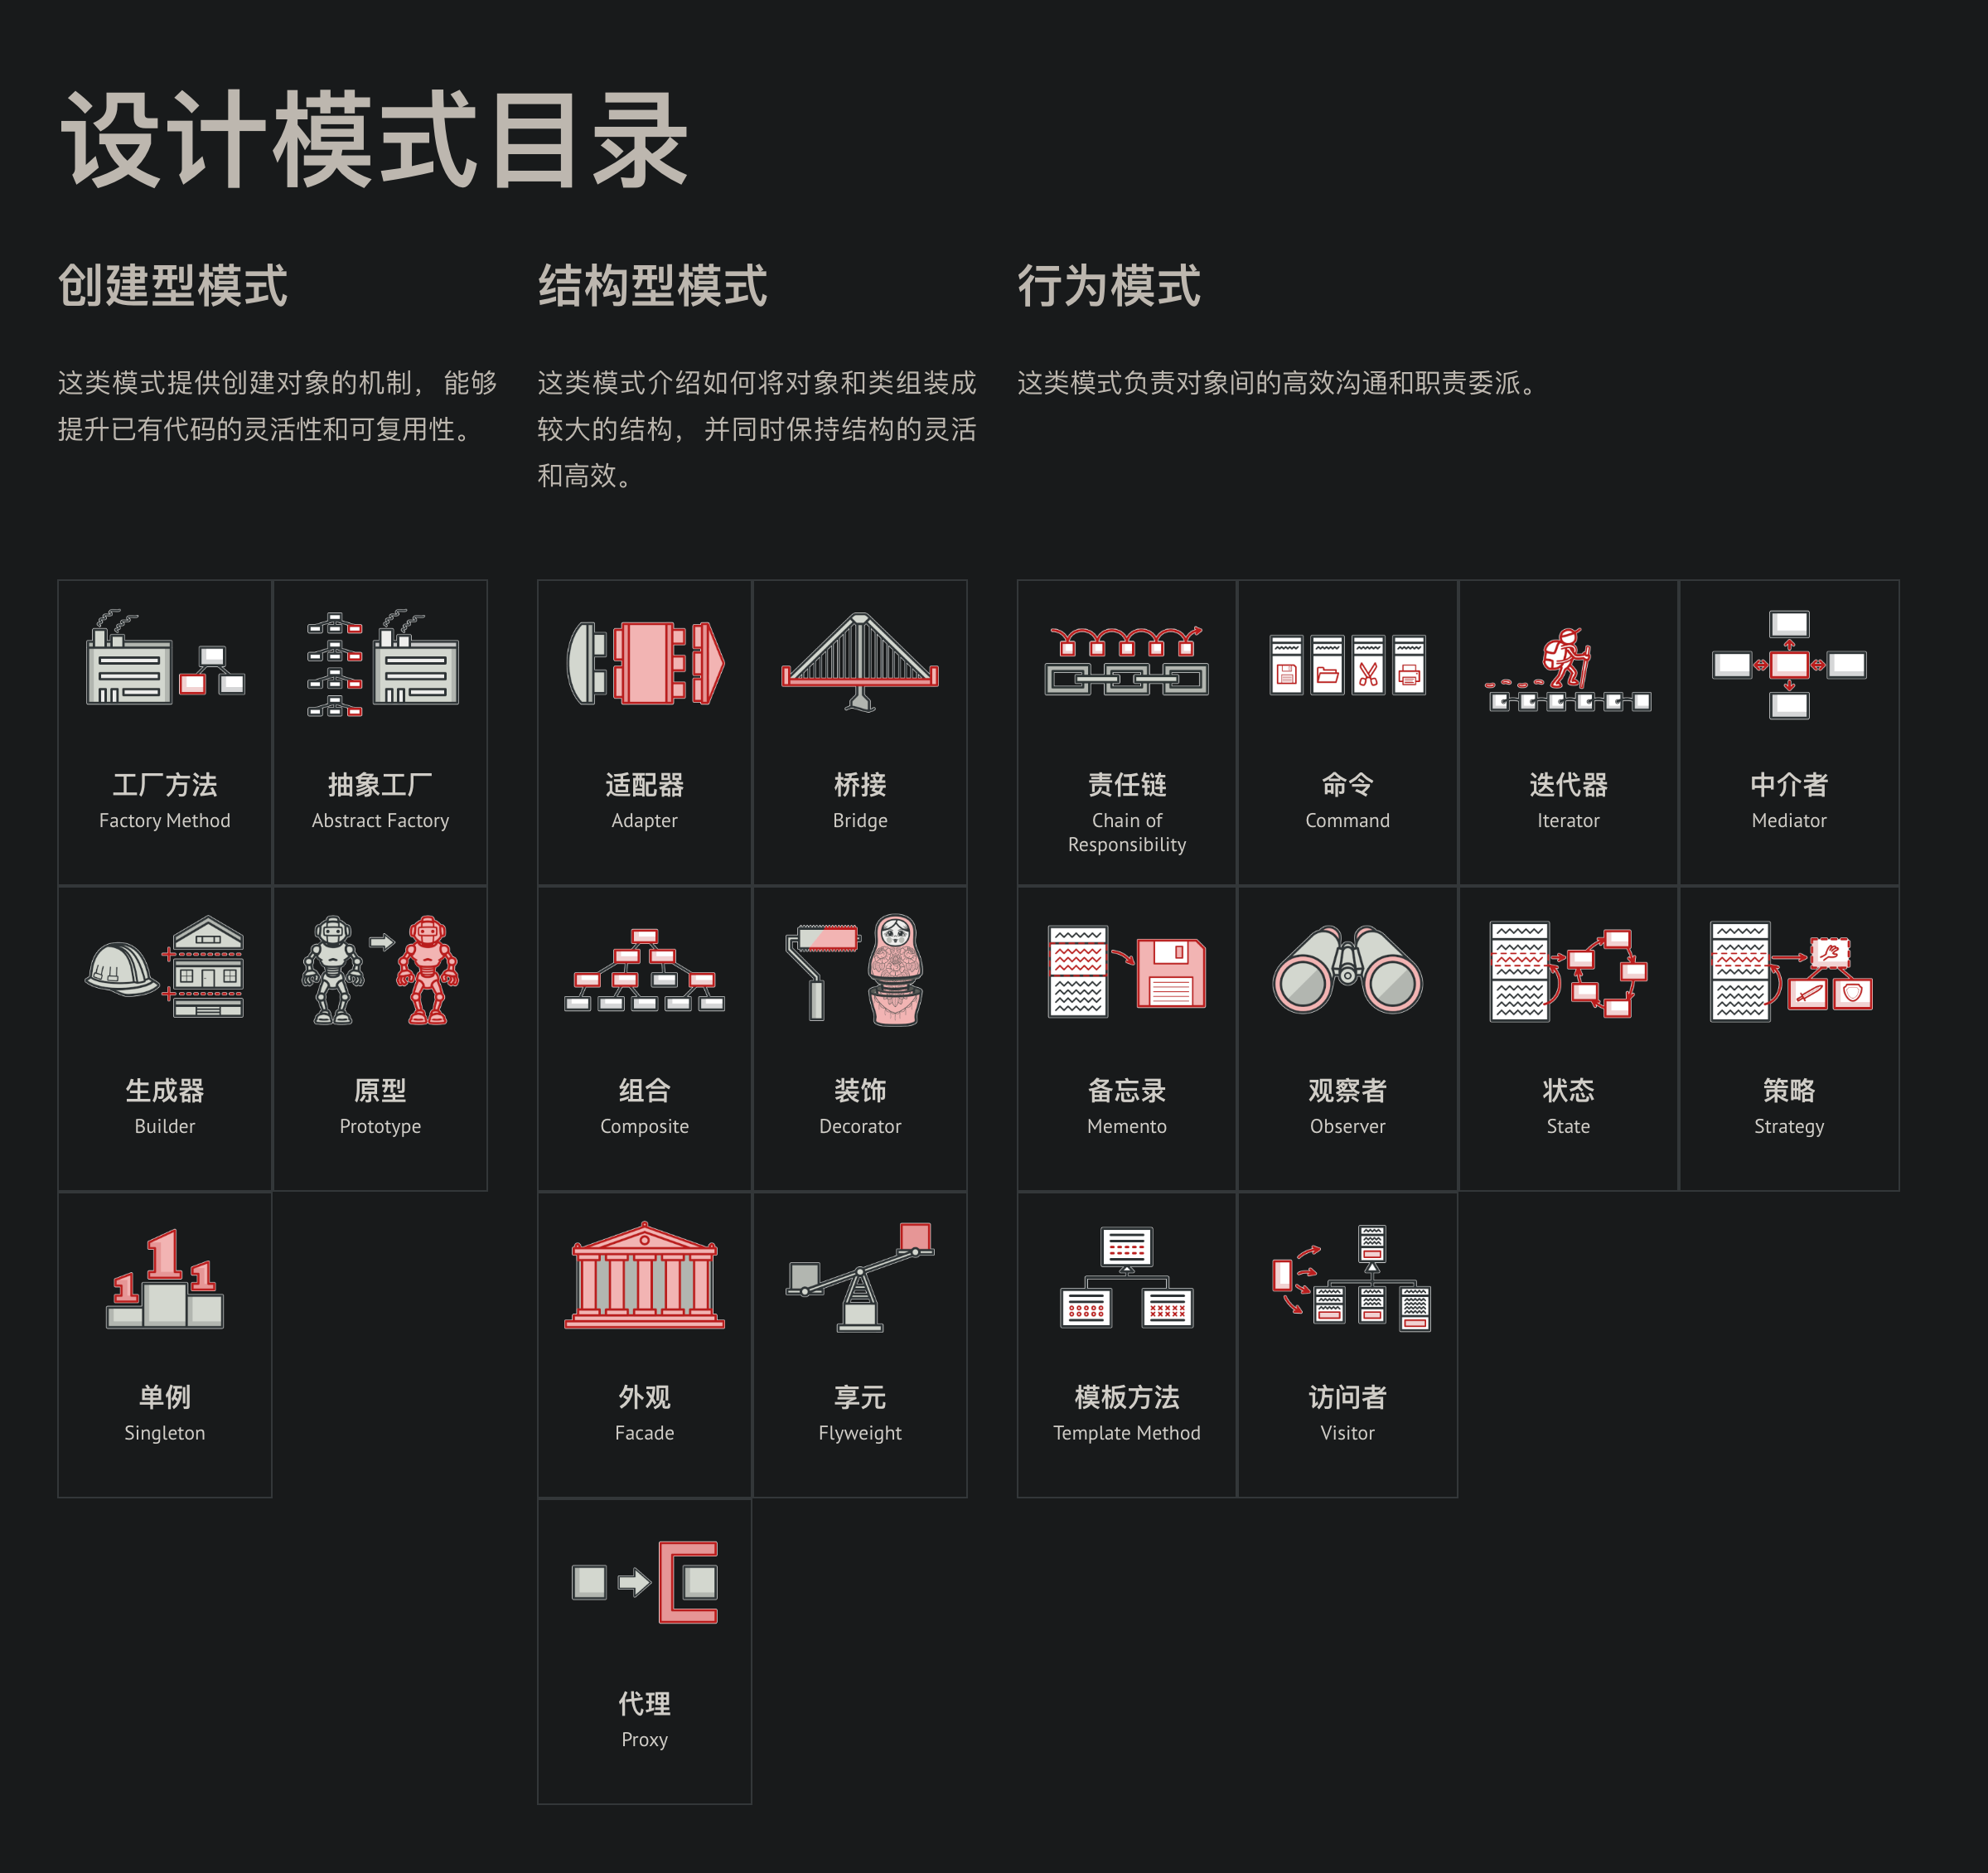 设计模式目录
创建型模式
这类模式提供创建对象的机制，能够
提升已有代码的灵活性和可复用性。
工厂方法
Factory Method
抽象工厂
Abstract Factory
生成器
Builder
原型
Prototype
1
1
1
单例
Singleton
结构型模式
这类模式介绍如何将对象和类组装成
较大的结构，并同时保持结构的灵活
和高效。
适配器
Adapter
桥接
Bridge
组合
Composite
装饰
Decorator
外观
Facade
享元
Flyweight
代理
Proxy
行为模式
这类模式负责对象间的高效沟通和职责委派。
责任链
Chain of
Responsibility
命令
Command
迭代器
Iterator
中介者
Mediator
备忘录
Memento
观察者
Observer
状态
State
策略
Strategy
模板方法
Template Method
访问者
Visitor